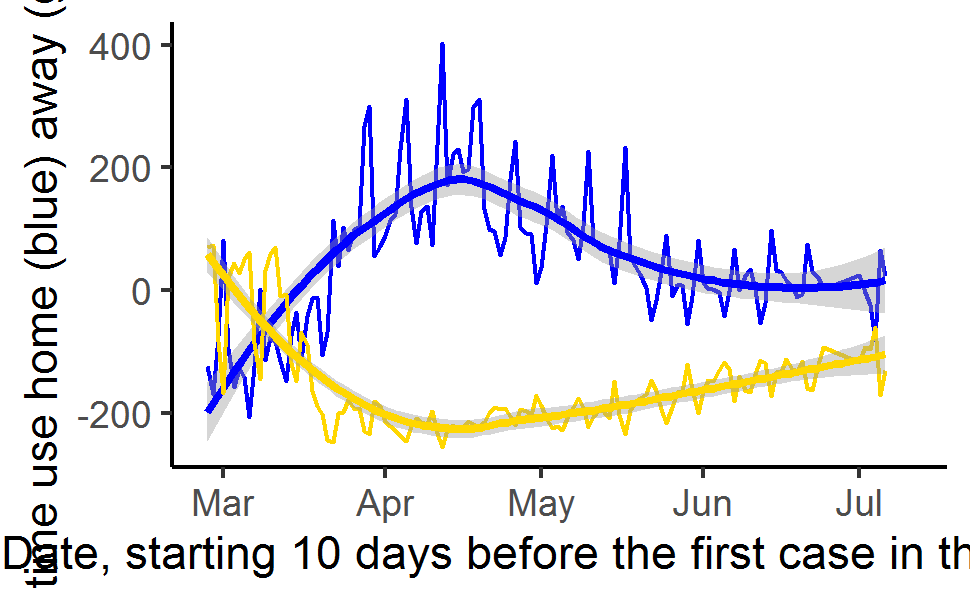 time use home (blue) away (
400
200
0
-200
Mar Apr May Jun Jul
Date, starting 10 days before the first case in th